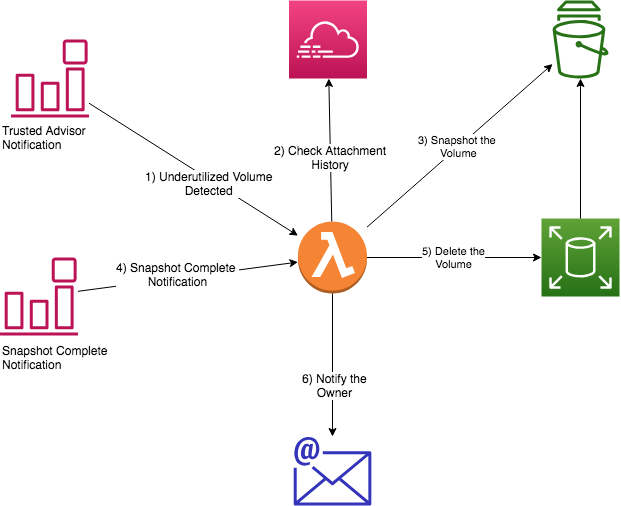 Trusted Advisor
Notification
1) Underutilized Volume
Detected
2) Check Attachment
History
3) Snapshot the
Volume
4) Snapshot Complete
Notification
5) Delete the
Volume
Snapshot Complete
Notification
6) Notify the
Owner
@